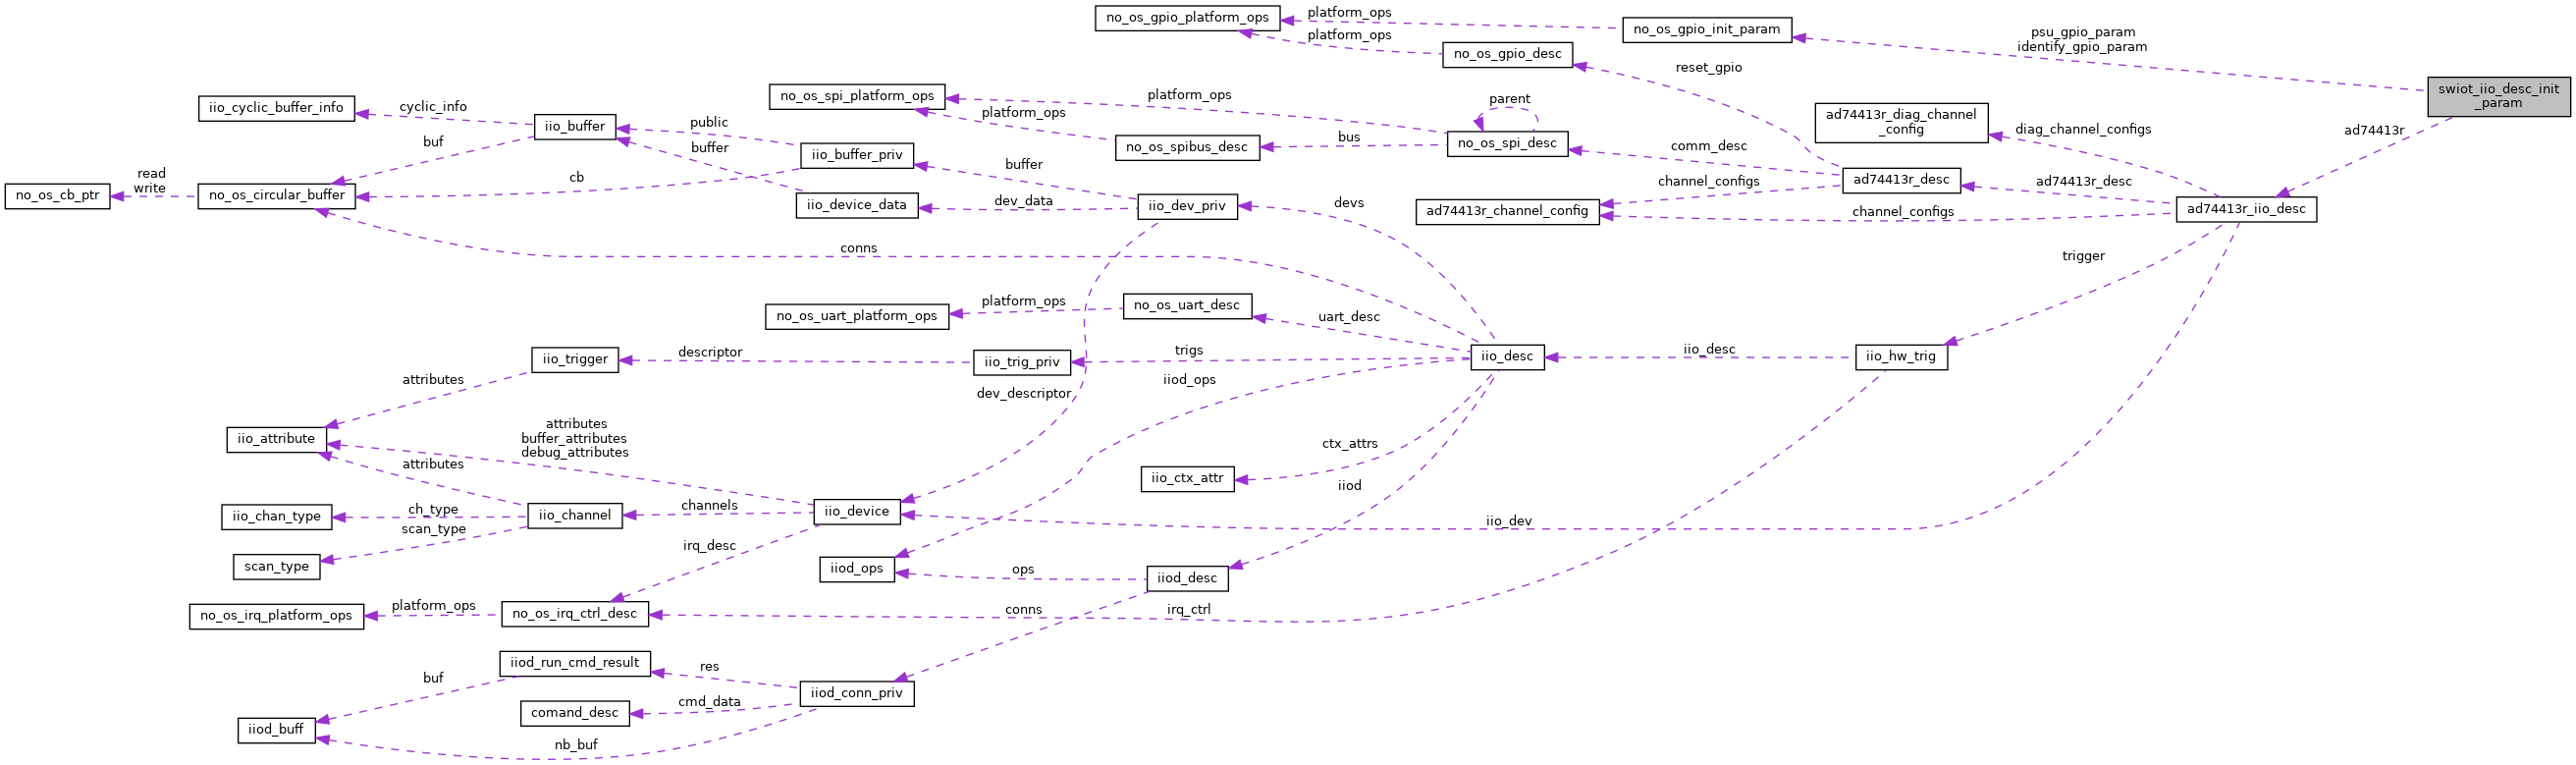 no_os_gpio_platform_ops
platform_ops
platform_ops
no_os_gpio_init_param
no_os_gpio_desc
psu_gpio_param
identify_gpio_param
swiot_iio_desc_init
_param
reset_gpio
ad74413r
iio_cyclic_buffer_info
cyclic_info
buf
iio_buffer
public
buffer
no_os_spi_platform_ops
platform_ops
platform_ops
no_os_spibus_desc
bus
parent
no_os_spi_desc
comm_desc
ad74413r_diag_channel
_config
diag_channel_configs
iio_buffer_priv
buffer
cb
read
write
no_os_cb_ptr
no_os_circular_buffer
iio_device_data
dev_data
iio_dev_priv
devs
channel_configs
ad74413r_desc
ad74413r_desc
ad74413r_channel_config
channel_configs
ad74413r_iio_desc
conns
trigger
no_os_uart_platform_ops
platform_ops
no_os_uart_desc
uart_desc
iio_trigger
descriptor
iio_trig_priv
trigs
iio_desc
iio_desc
iio_hw_trig
attributes
dev_descriptor
iiod_ops
iio_attribute
attributes
buffer_attributes
debug_attributes
attributes
ctx_attrs
iio_ctx_attr
iiod
iio_chan_type
ch_type
scan_type
iio_channel
channels
iio_device
iio_dev
scan_type
irq_desc
iiod_ops
ops
iiod_desc
no_os_irq_platform_ops
platform_ops
no_os_irq_ctrl_desc
conns
irq_ctrl
iiod_run_cmd_result
res
buf
iiod_conn_priv
comand_desc
cmd_data
iiod_buff
nb_buf